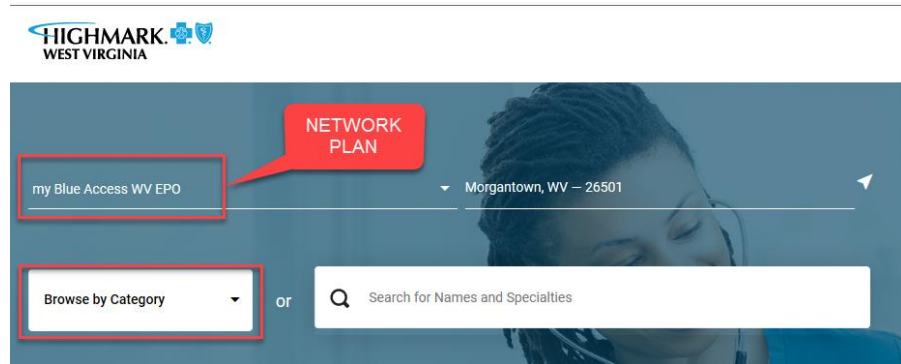 HIGHMARK.
WEST VIRGINIA
NETWORK
PLAN
my Blue Access WV EPO
Morgantown, WV — 26501
Browse by Category
or
Search for Names and Specialties